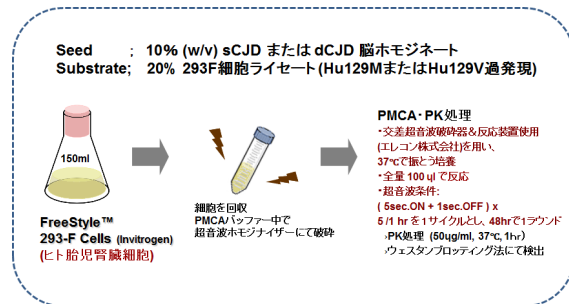 Seed ; 10% (w/v) sCJD または dCJD 脳ホモジネート
Substrate; 20% 293F細胞ライセート(Hu129MまたはHu129V過発現)
150ml
FreeStyle™
293-F Cells (Invitrogen)
(ヒト胎児腎臓細胞)
細胞を回収
PMCAバッファー中で
超音波ホモジナイザーにて破砕
PMCA・PK処理
・交差超音波破砕器&反応装置使用
(エレコン株式会社)を用い、
37℃で振とう培養
・全量 100 μl で反応
・超音波条件:
( 5sec.ON + 1sec.OFF ) x
5 /1 hr を1サイクルとし、48hrで1ラウンド
›PK処理 (50μg/ml, 37℃, 1hr)
›ウェスタンブロッティング法にて検出